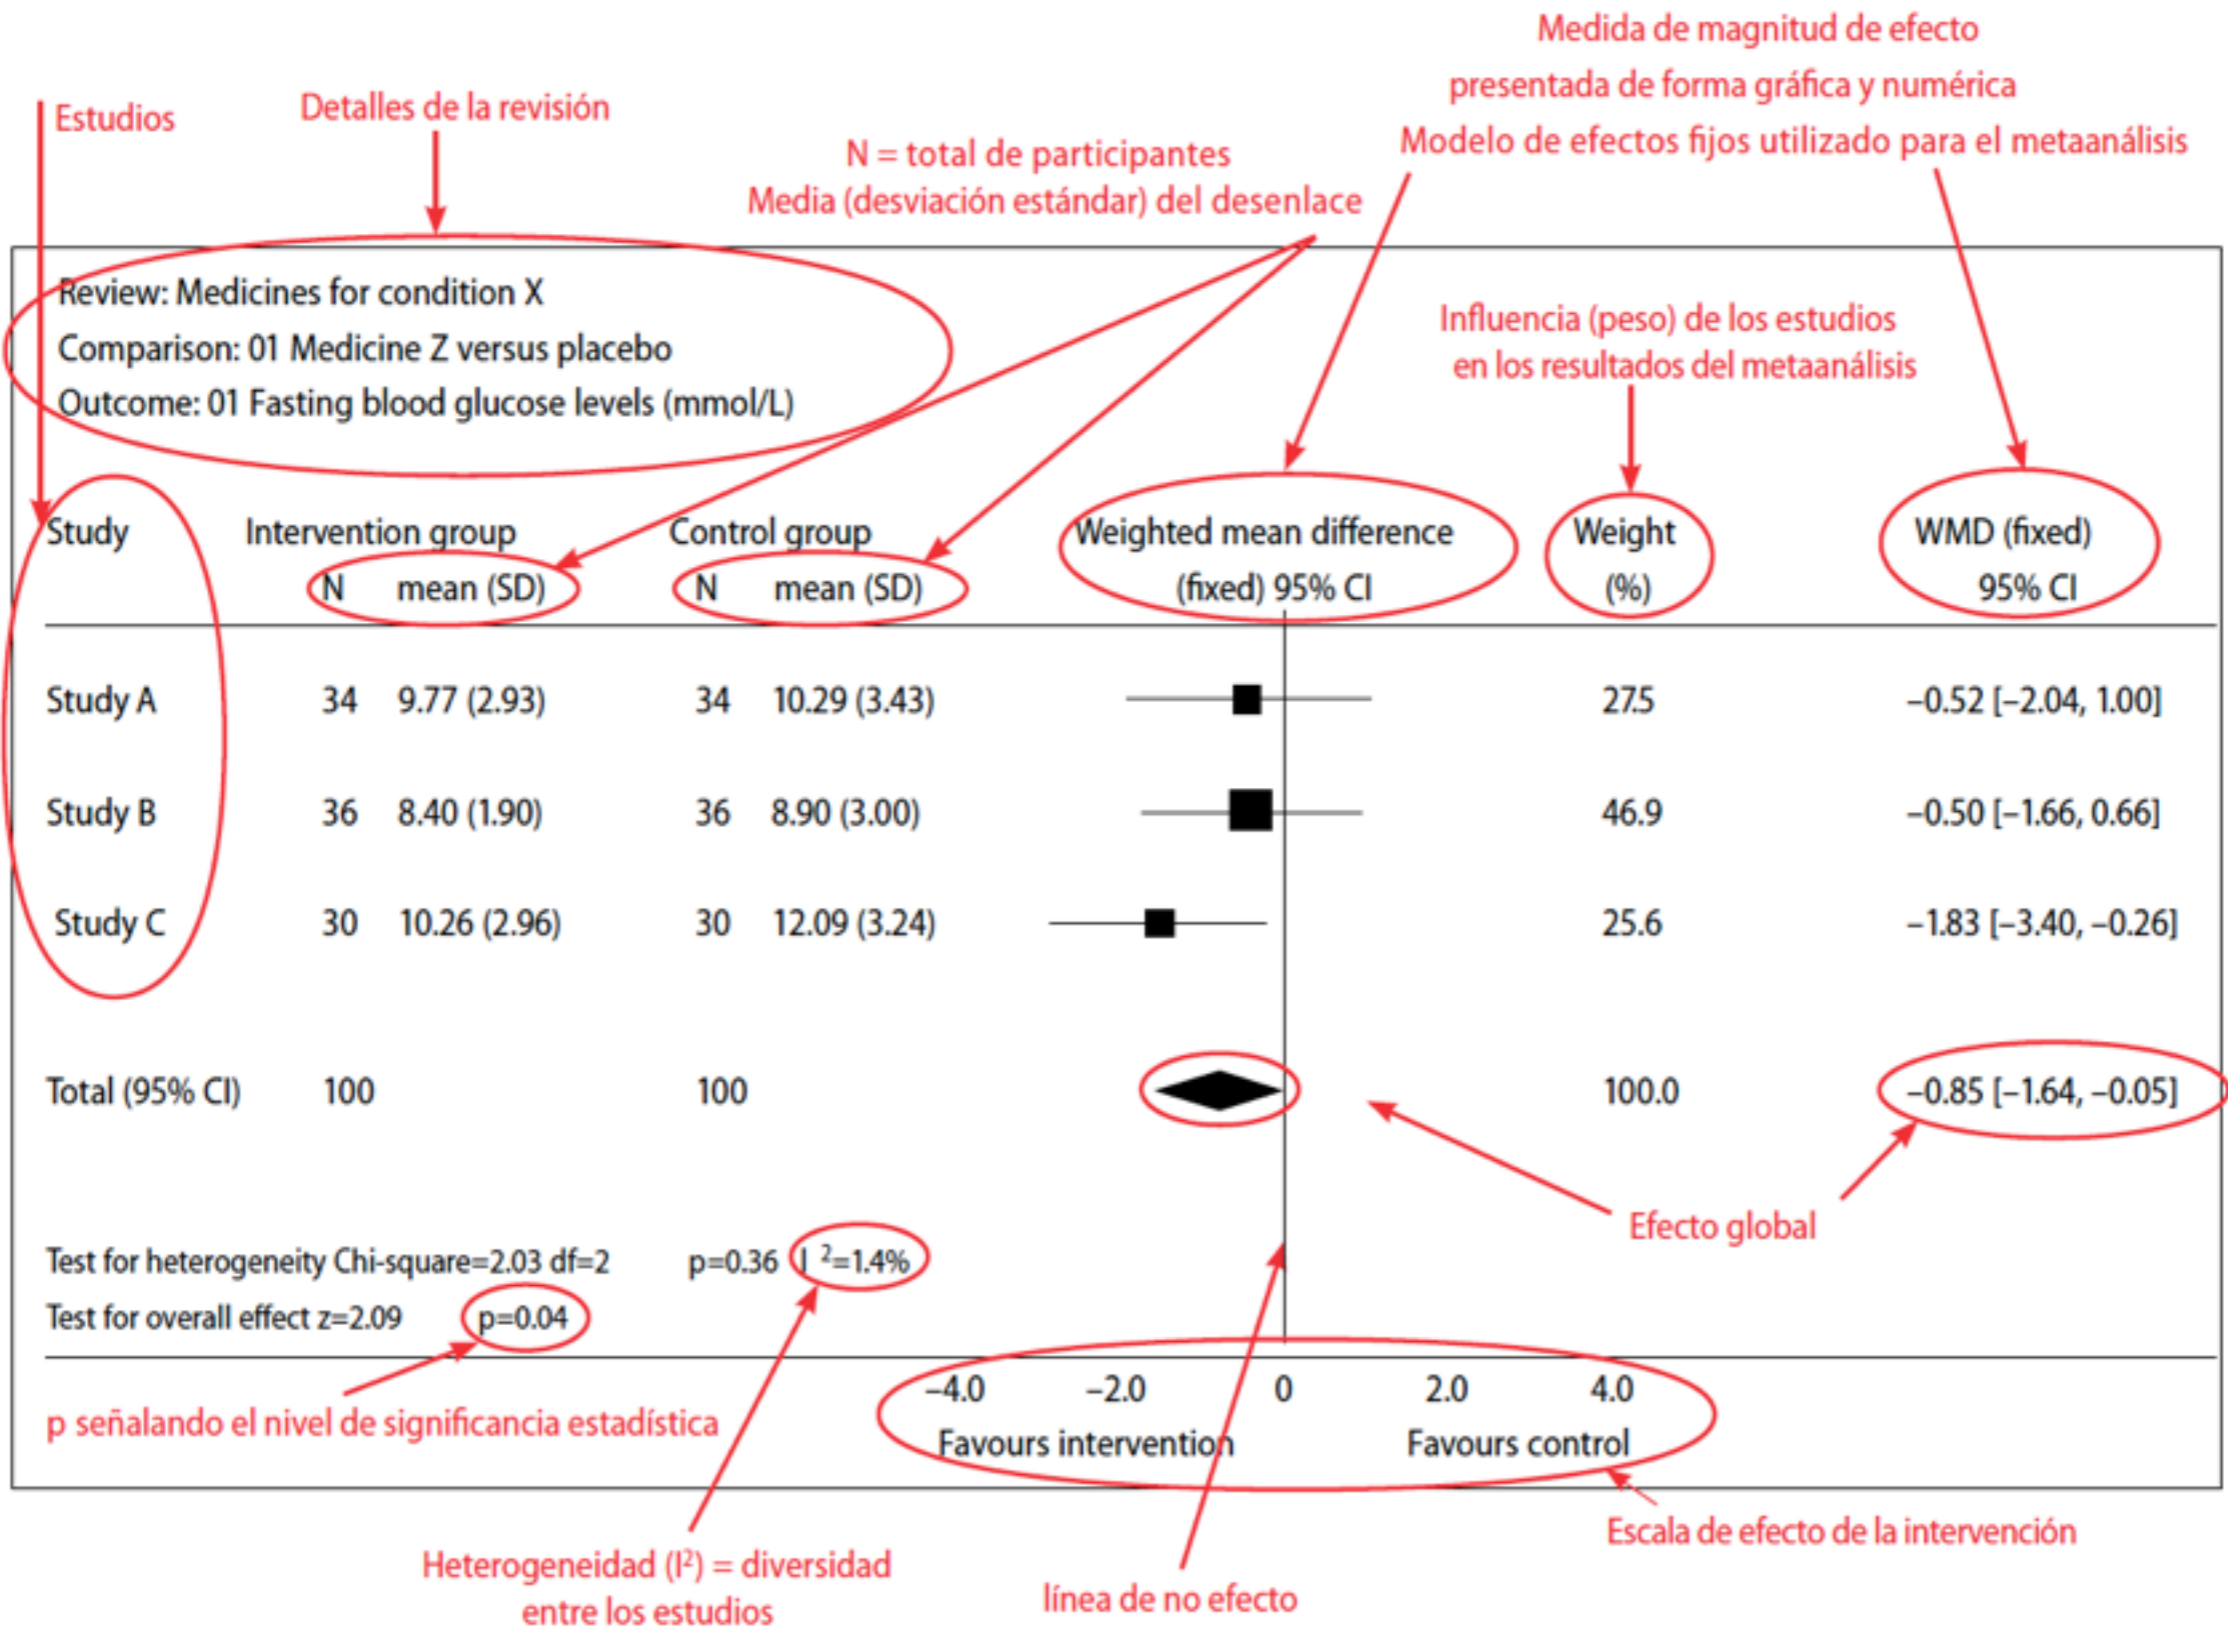 Medida de magnitud de efecto
presentada de forma gráfica y numérica
Modelo de efectos fijos utilizado para el metaanálisis
Estudios
Detalles de la revisión
N = total de participantes
Media (desviación estándar) del desenlace
Influencia (peso) de los estudios
en los resultados del metaanálisis
Review: Medicines for condition X
Comparison: 01 Medicine Z versus placebo
Outcome: 01 Fasting blood glucose levels (mmol/L)
Study Intervention group Control group Weighted mean difference Weight WMD (fixed)
N mean (SD) N mean (SD) (fixed) 95% CI (%) 95% CI
Study A 34 9.77 (2.93) 34 10.29 (3.43) 27.5 –0.52 [–2.04, 1.00]
Study B 36 8.40 (1.90) 36 8.90 (3.00) 46.9 –0.50 [–1.66, 0.66]
Study C 30 10.26 (2.96) 30 12.09 (3.24) 25.6 –1.83 [–3.40, –0.26]
Total (95% CI) 100 100 100.0 –0.85 [–1.64, –0.05]
Efecto global
Test for heterogeneity Chi-square=2.03 df=2 p=0.36 I ²=1.4%
Test for overall effect z=2.09 p=0.04
–4.0 –2.0 0 2.0 4.0
Favours intervention Favours control
p señalando el nivel de significancia estadística
Escala de efecto de la intervención
Heterogeneidad (I²) = diversidad
entre los estudios
línea de no efecto